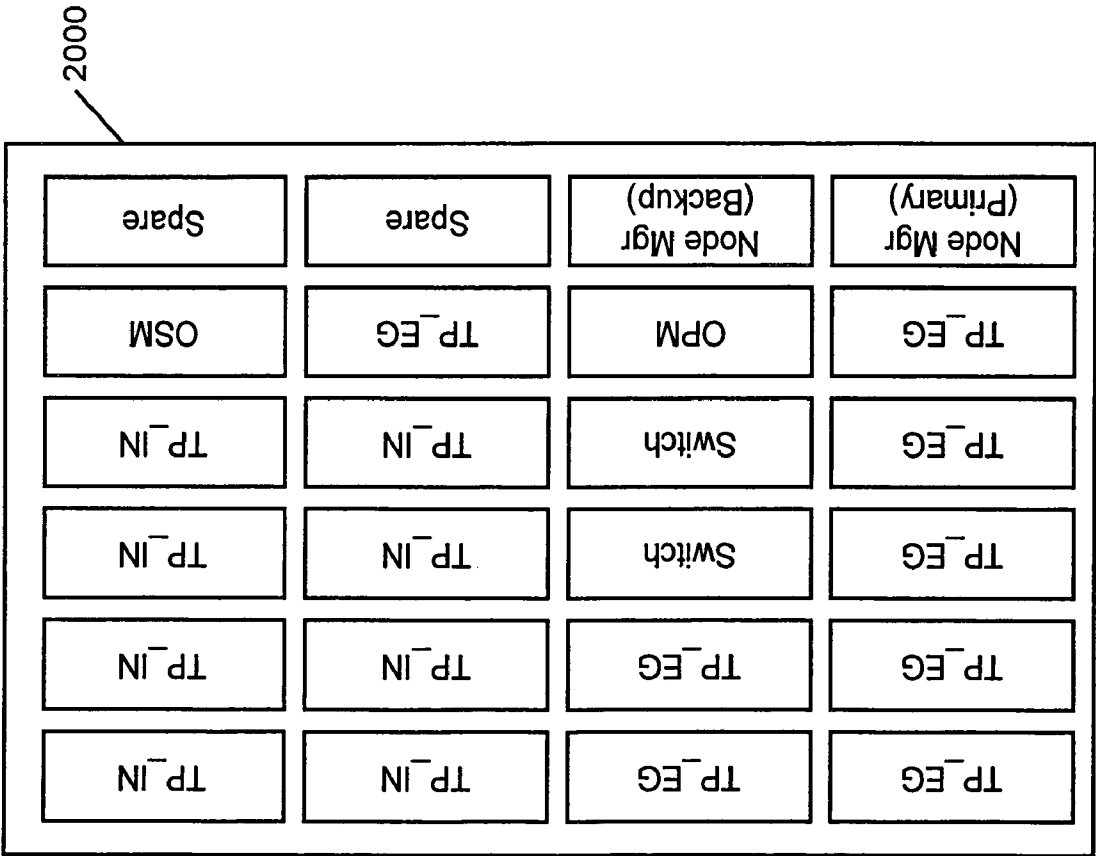 TP_EG
TP_EG
TP_IN
TP_IN
TP_EG
TP_EG
TP_IN
TP_IN
TP_EG
Switch
TP_IN
TP_IN
TP_EG
Switch
TP_IN
TP_IN
TP_EG
OPM
TP_EG
OSM
Node Mgr
(Primary)
Node Mgr
(Backup)
Spare
Spare
2000